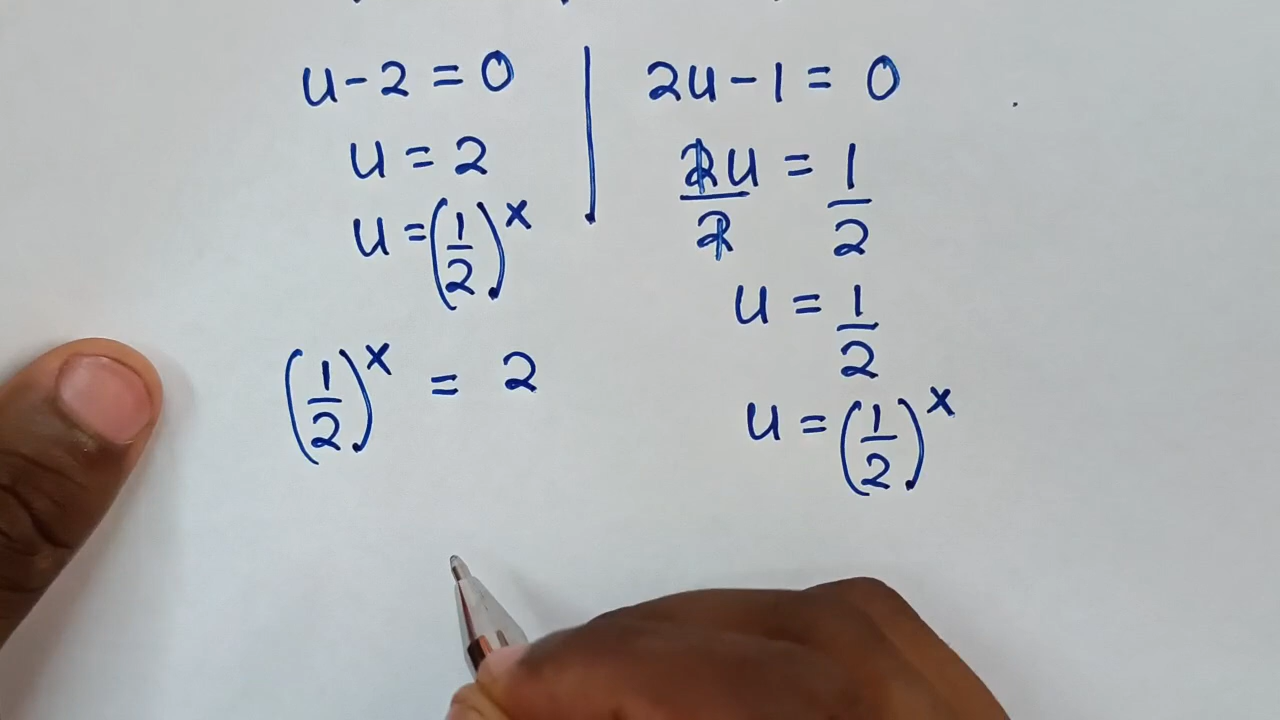 u - 2 = 0
u = 2
u = (1/2)^x
(1/2)^x = 2
2u - 1 = 0
2u/2 = 1/2
u = 1/2
u = (1/2)^x